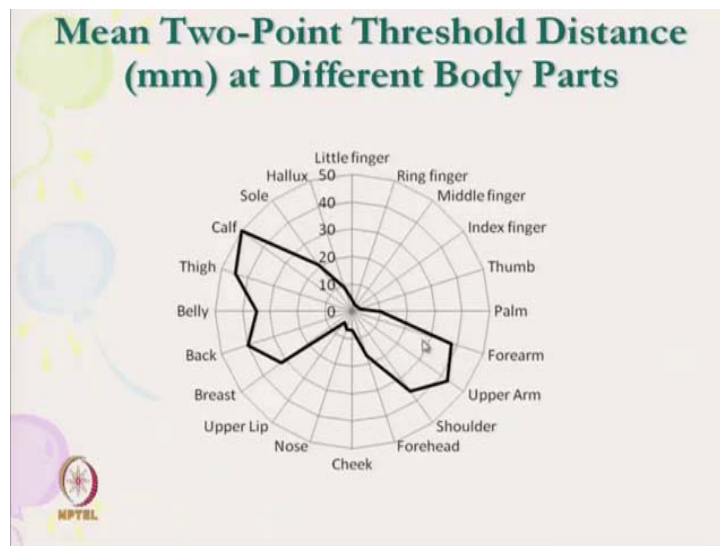 Mean Two-Point Threshold Distance
(mm) at Different Body Parts
Little finger
Ring finger
Middle finger
Index finger
Thumb
Palm
Forearm
Upper Arm
Shoulder
Forehead
Cheek
Nose
Upper Lip
Breast
Back
Belly
Thigh
Calf
Sole
Hallux
50
40
30
20
10
0
NPTEL